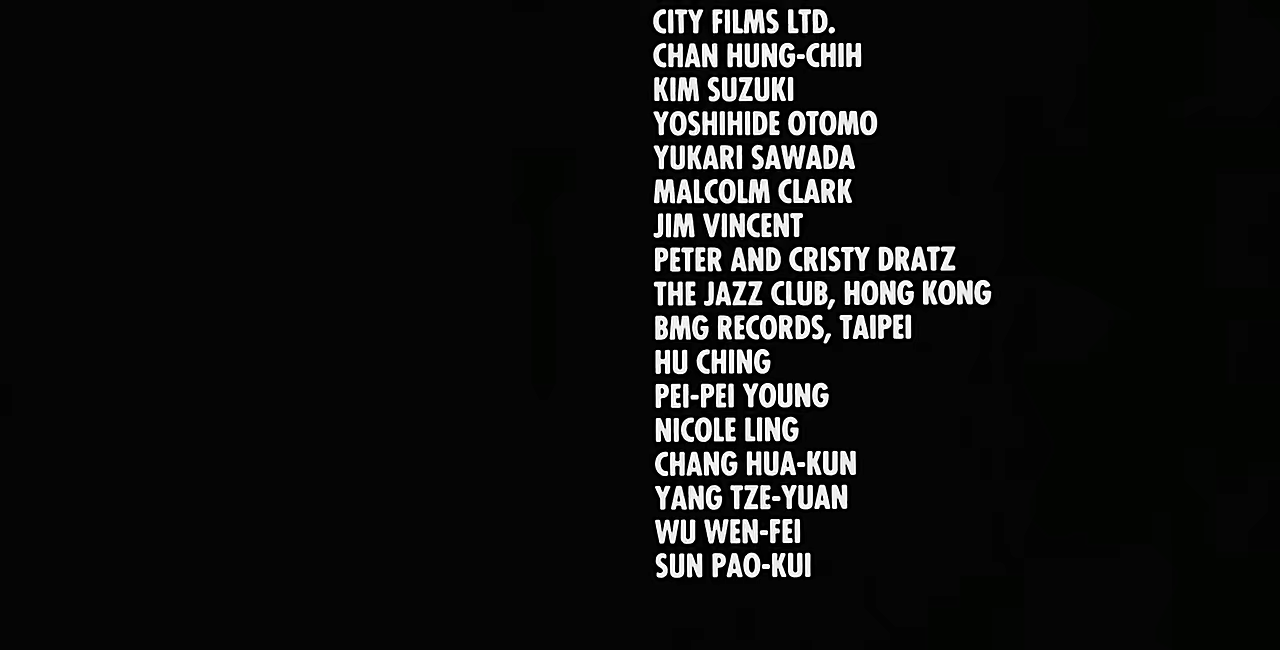 CITY FILMS LTD.
CHAN HUNG-CHIH
KIM SUZUKI
YOSHIHIDE OTOMO
YUKARI SAWADA
MALCOLM CLARK
JIM VINCENT
PETER AND CRISTY DRATZ
THE JAZZ CLUB, HONG KONG
BMG RECORDS, TAIPEI
HU CHING
PEI-PEI YOUNG
NICOLE LING
CHANG HUA-KUN
YANG TZE-YUAN
WU WEN-FEI
SUN PAO-KUI